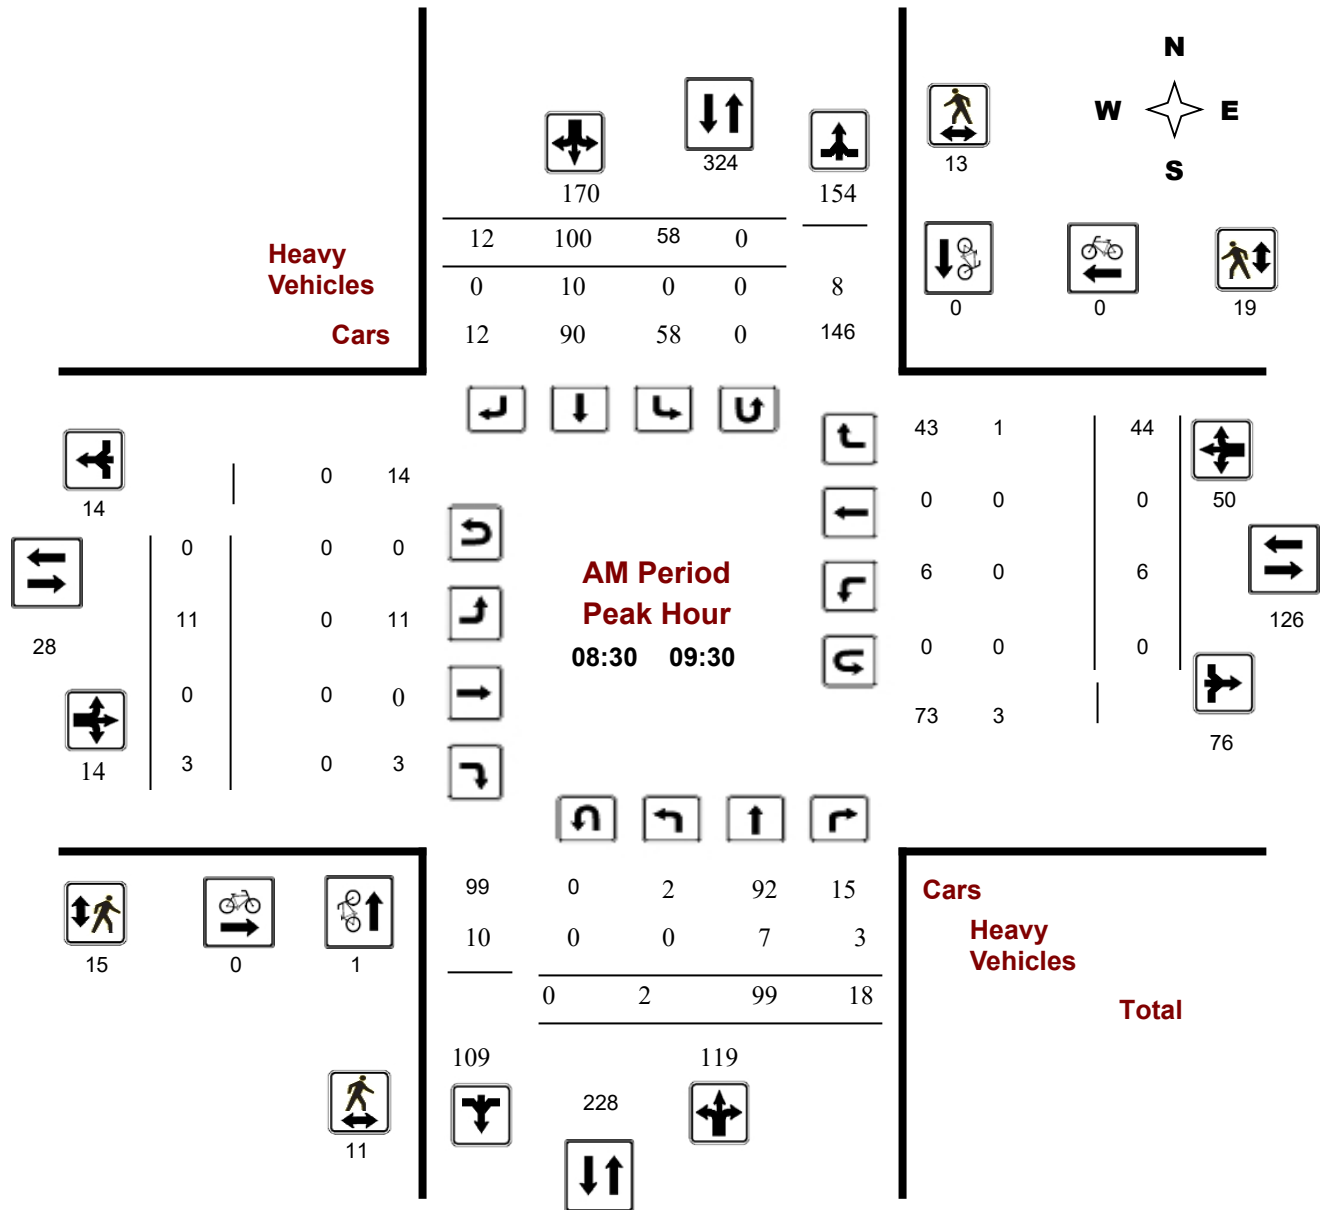 N
W E
S
324
13
170 154
12 100 58 0
Heavy
Vehicles
0 10 0 0 8
Cars
12 90 58 0 146
0 0 19
43 1 44
0 14
14
0 0 0 50
0 0 0
AM Period
Peak Hour
08:30 09:30
6 0 6
11 0 11
126
28
0 0 0
0 0 0
73 3
76
14
3 0 3
99 0 2 92 15
Cars
10 0 0 7 3
Heavy
Vehicles
15 0 1
0 2 99 18
Total
109 119
228
11